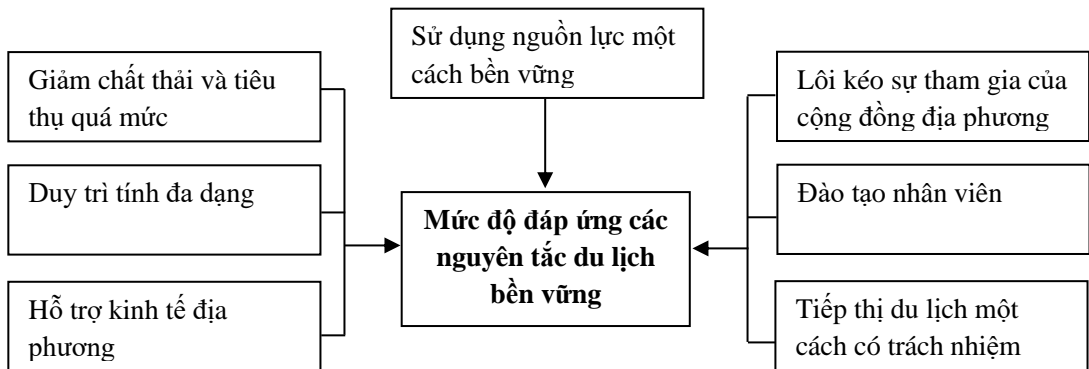 Sử dụng nguồn lực một
cách bền vững
Giảm chất thải và tiêu
thụ quá mức
Duy trì tính đa dạng
Hỗ trợ kinh tế địa
phương
Mức độ đáp ứng các
nguyên tắc du lịch
bền vững
Lôi kéo sự tham gia của
cộng đồng địa phương
Đào tạo nhân viên
Tiếp thị du lịch một
cách có trách nhiệm